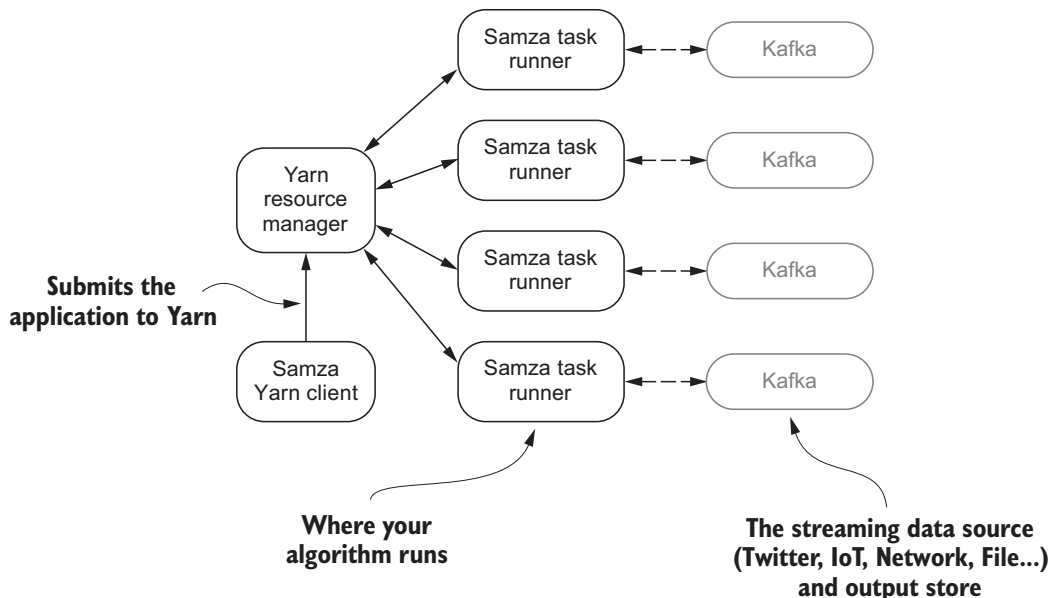 Samza task
runner
Kafka
Samza task
runner
Kafka
Yarn
resource
manager
Samza task
runner
Kafka
Submits the
application to Yarn
Samza
Yarn client
Samza task
runner
Kafka
Where your
algorithm runs
The streaming data source
(Twitter, IoT, Network, File...)
and output store